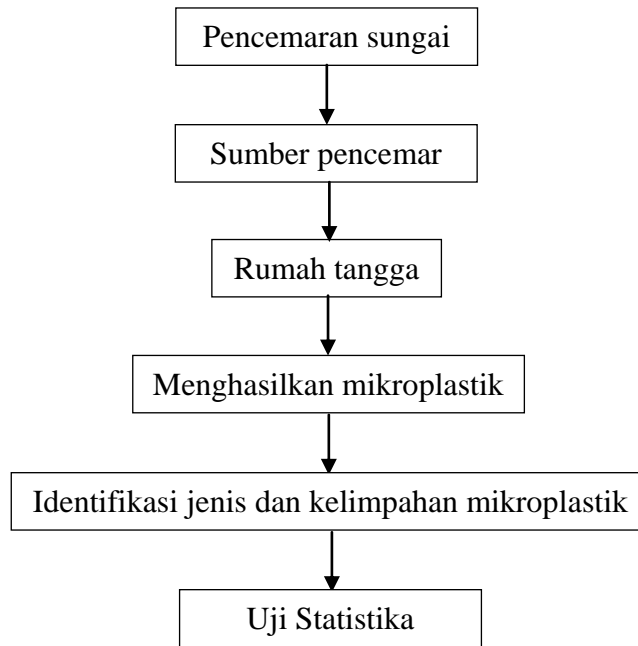 Pencemaran sungai
Sumber pencemar
Rumah tangga
Menghasilkan mikroplastik
Identifikasi jenis dan kelimpahan mikroplastik
Uji Statistika